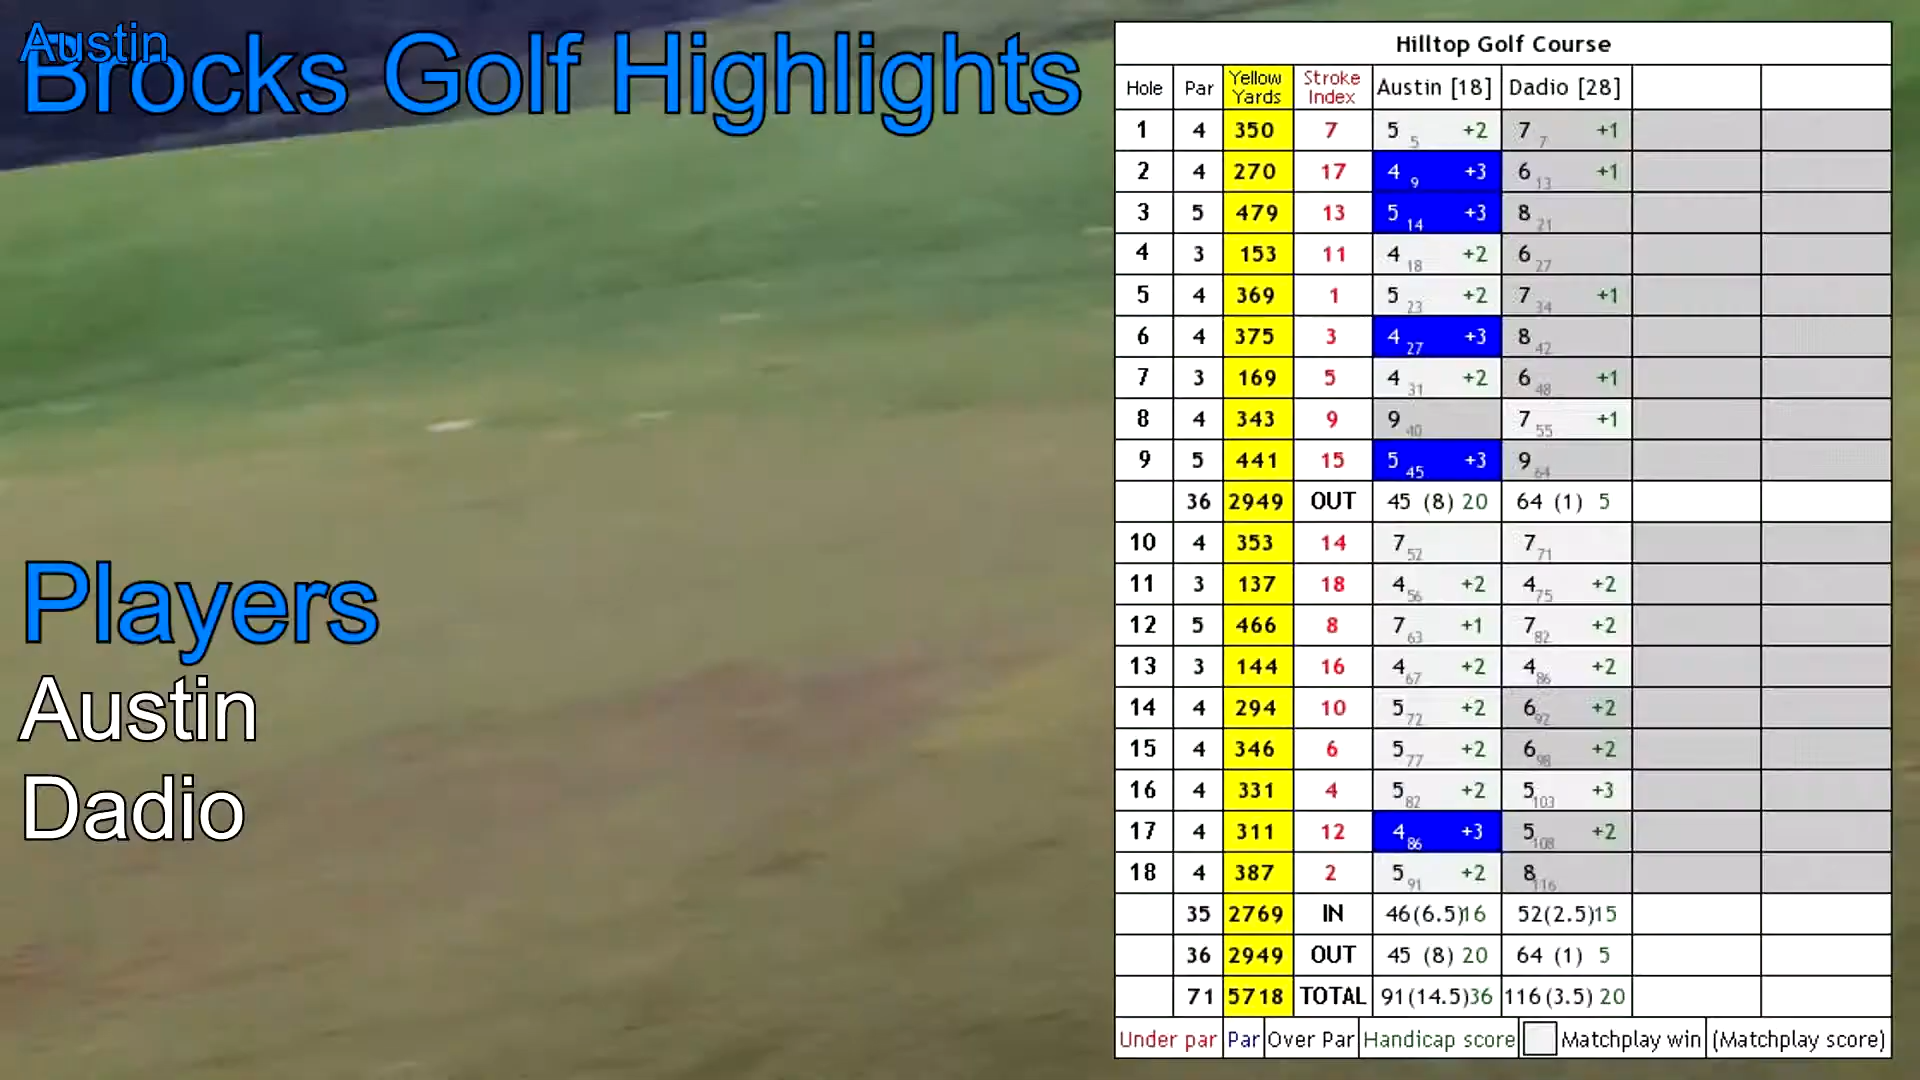 Austin
Brocks Golf Highlights
Players
Austin
Dadio
Hilltop Golf Course
Hole Par Yellow Yards Stroke Index Austin [18] Dadio [28]
1 4 350 7 5 5 +2 7 7 +1
2 4 270 17 4 9 +3 6 13 +1
3 5 479 13 5 14 +3 8 21
4 3 153 11 4 18 +2 6 27
5 4 369 1 5 23 +2 7 34 +1
6 4 375 3 4 27 +3 8 42
7 3 169 5 4 31 +2 6 48 +1
8 4 343 9 9 40 7 55 +1
9 5 441 15 5 45 +3 9 64
36 2949 OUT 45 (8) 20 64 (1) 5
10 4 353 14 7 52 7 71
11 3 137 18 4 56 +2 4 75 +2
12 5 466 8 7 63 +1 7 82 +2
13 3 144 16 4 67 +2 4 86 +2
14 4 294 10 5 72 +2 6 92 +2
15 4 346 6 5 77 +2 6 98 +2
16 4 331 4 5 82 +2 5 103 +3
17 4 311 12 4 86 +3 5 108 +2
18 4 387 2 5 91 +2 8 116
35 2769 IN 46(6.5)16 52(2.5)15
36 2949 OUT 45 (8) 20 64 (1) 5
71 5718 TOTAL 91(14.5)36 116(3.5) 20
Under par Par Over Par Handicap score Matchplay win (Matchplay score)